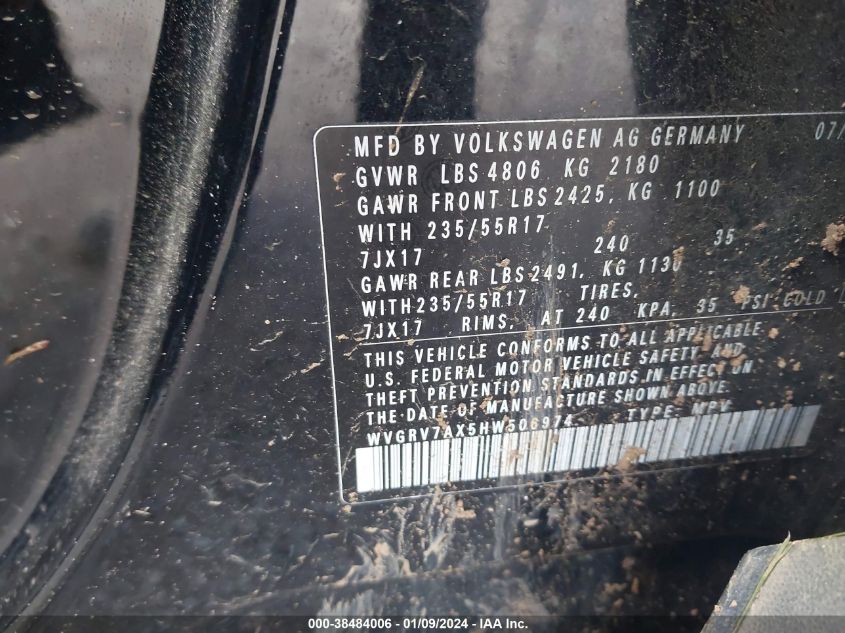 MFD BY VOLKSWAGEN AG GERMANY 07/
GVWR LBS 4806 KG 2180
GAWR FRONT LBS 2425, KG 1100
WITH 235/55R17
7JX17 240 35
GAWR REAR LBS 2491, KG 1130
WITH 235/55R17 TIRES,
7JX17 RIMS, AT 240 KPA, 35 PSI COLD
THIS VEHICLE CONFORMS TO ALL APPLICABLE
U.S. FEDERAL MOTOR VEHICLE SAFETY AND
THEFT PREVENTION STANDARDS IN EFFECT ON
THE DATE OF MANUFACTURE SHOWN ABOVE
WVGRV7AX5HW506974 TYPE: MPV
000-38484006 - 01/09/2024 - IAA Inc.